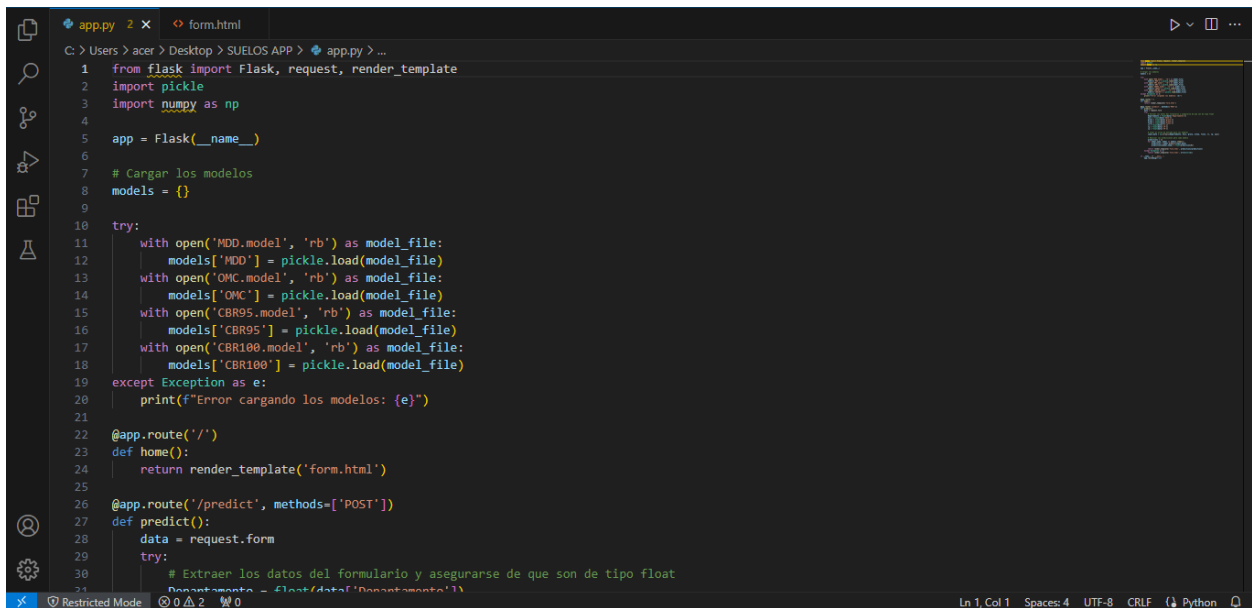 app.py 2 form.html
C: > Users > acer > Desktop > SUELOS APP > app.py > ...
1 from flask import Flask, request, render_template
2 import pickle
3 import numpy as np
4
5 app = Flask(__name__)
6
7 # Cargar los modelos
8 models = {}
9
10 try:
11 with open('MDD.model', 'rb') as model_file:
12 models['MDD'] = pickle.load(model_file)
13 with open('OMC.model', 'rb') as model_file:
14 models['OMC'] = pickle.load(model_file)
15 with open('CBR95.model', 'rb') as model_file:
16 models['CBR95'] = pickle.load(model_file)
17 with open('CBR100.model', 'rb') as model_file:
18 models['CBR100'] = pickle.load(model_file)
19 except Exception as e:
20 print(f"Error cargando los modelos: {e}")
21
22 @app.route('/')
23 def home():
24 return render_template('form.html')
25
26 @app.route('/predict', methods=['POST'])
27 def predict():
28 data = request.form
29 try:
30 # Extraer los datos del formulario y asegurarse de que son de tipo float
31 Departamento = float(data['Departamento'])
Restricted Mode 0 2 0 Ln 1, Col 1 Spaces: 4 UTF-8 CRLF Python